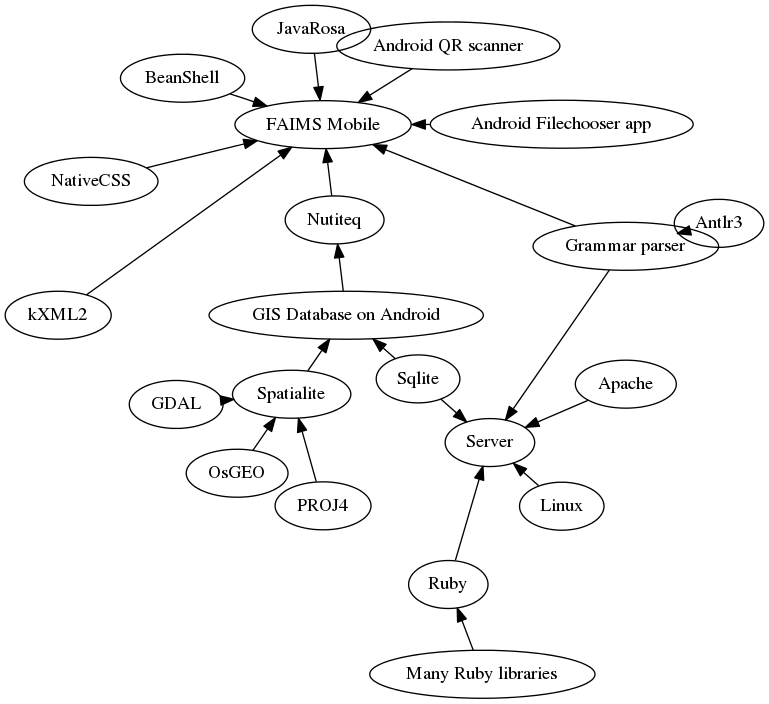 JavaRosa
Android QR scanner
BeanShell
FAIMS Mobile
Android Filechooser app
NativeCSS
Nutiteq
Antlr3
Grammar parser
kXML2
GIS Database on Android
Sqlite
Apache
GDAL
Spatialite
Server
OsGEO
PROJ4
Linux
Ruby
Many Ruby libraries